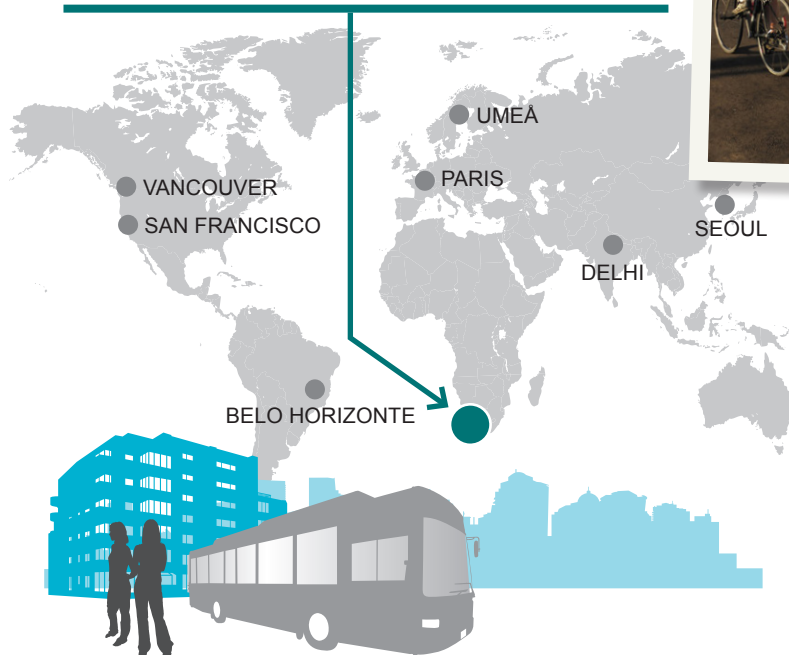 UMEÅ
PARIS
VANCOUVER
SAN FRANCISCO
SEOUL
DELHI
BELO HORIZONTE